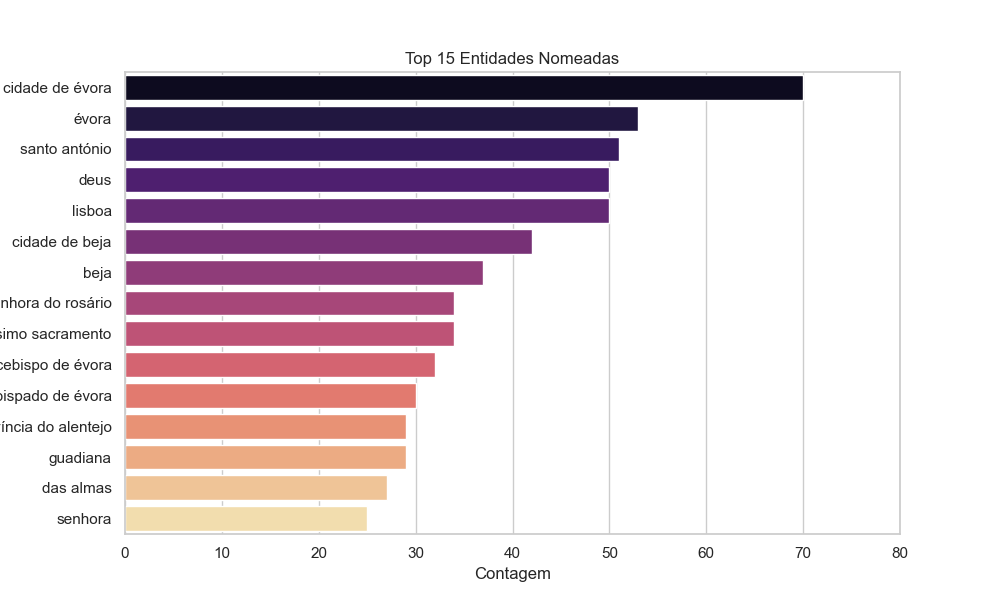 Top 15 Entidades Nomeadas
cidade de évora
évora
santo antónio
deus
lisboa
cidade de beja
beja
nhora do rosário
simo sacramento
cebispo de évora
bispado de évora
íncia do alentejo
guadiana
das almas
senhora
0 10 20 30 40 50 60 70 80
Contagem